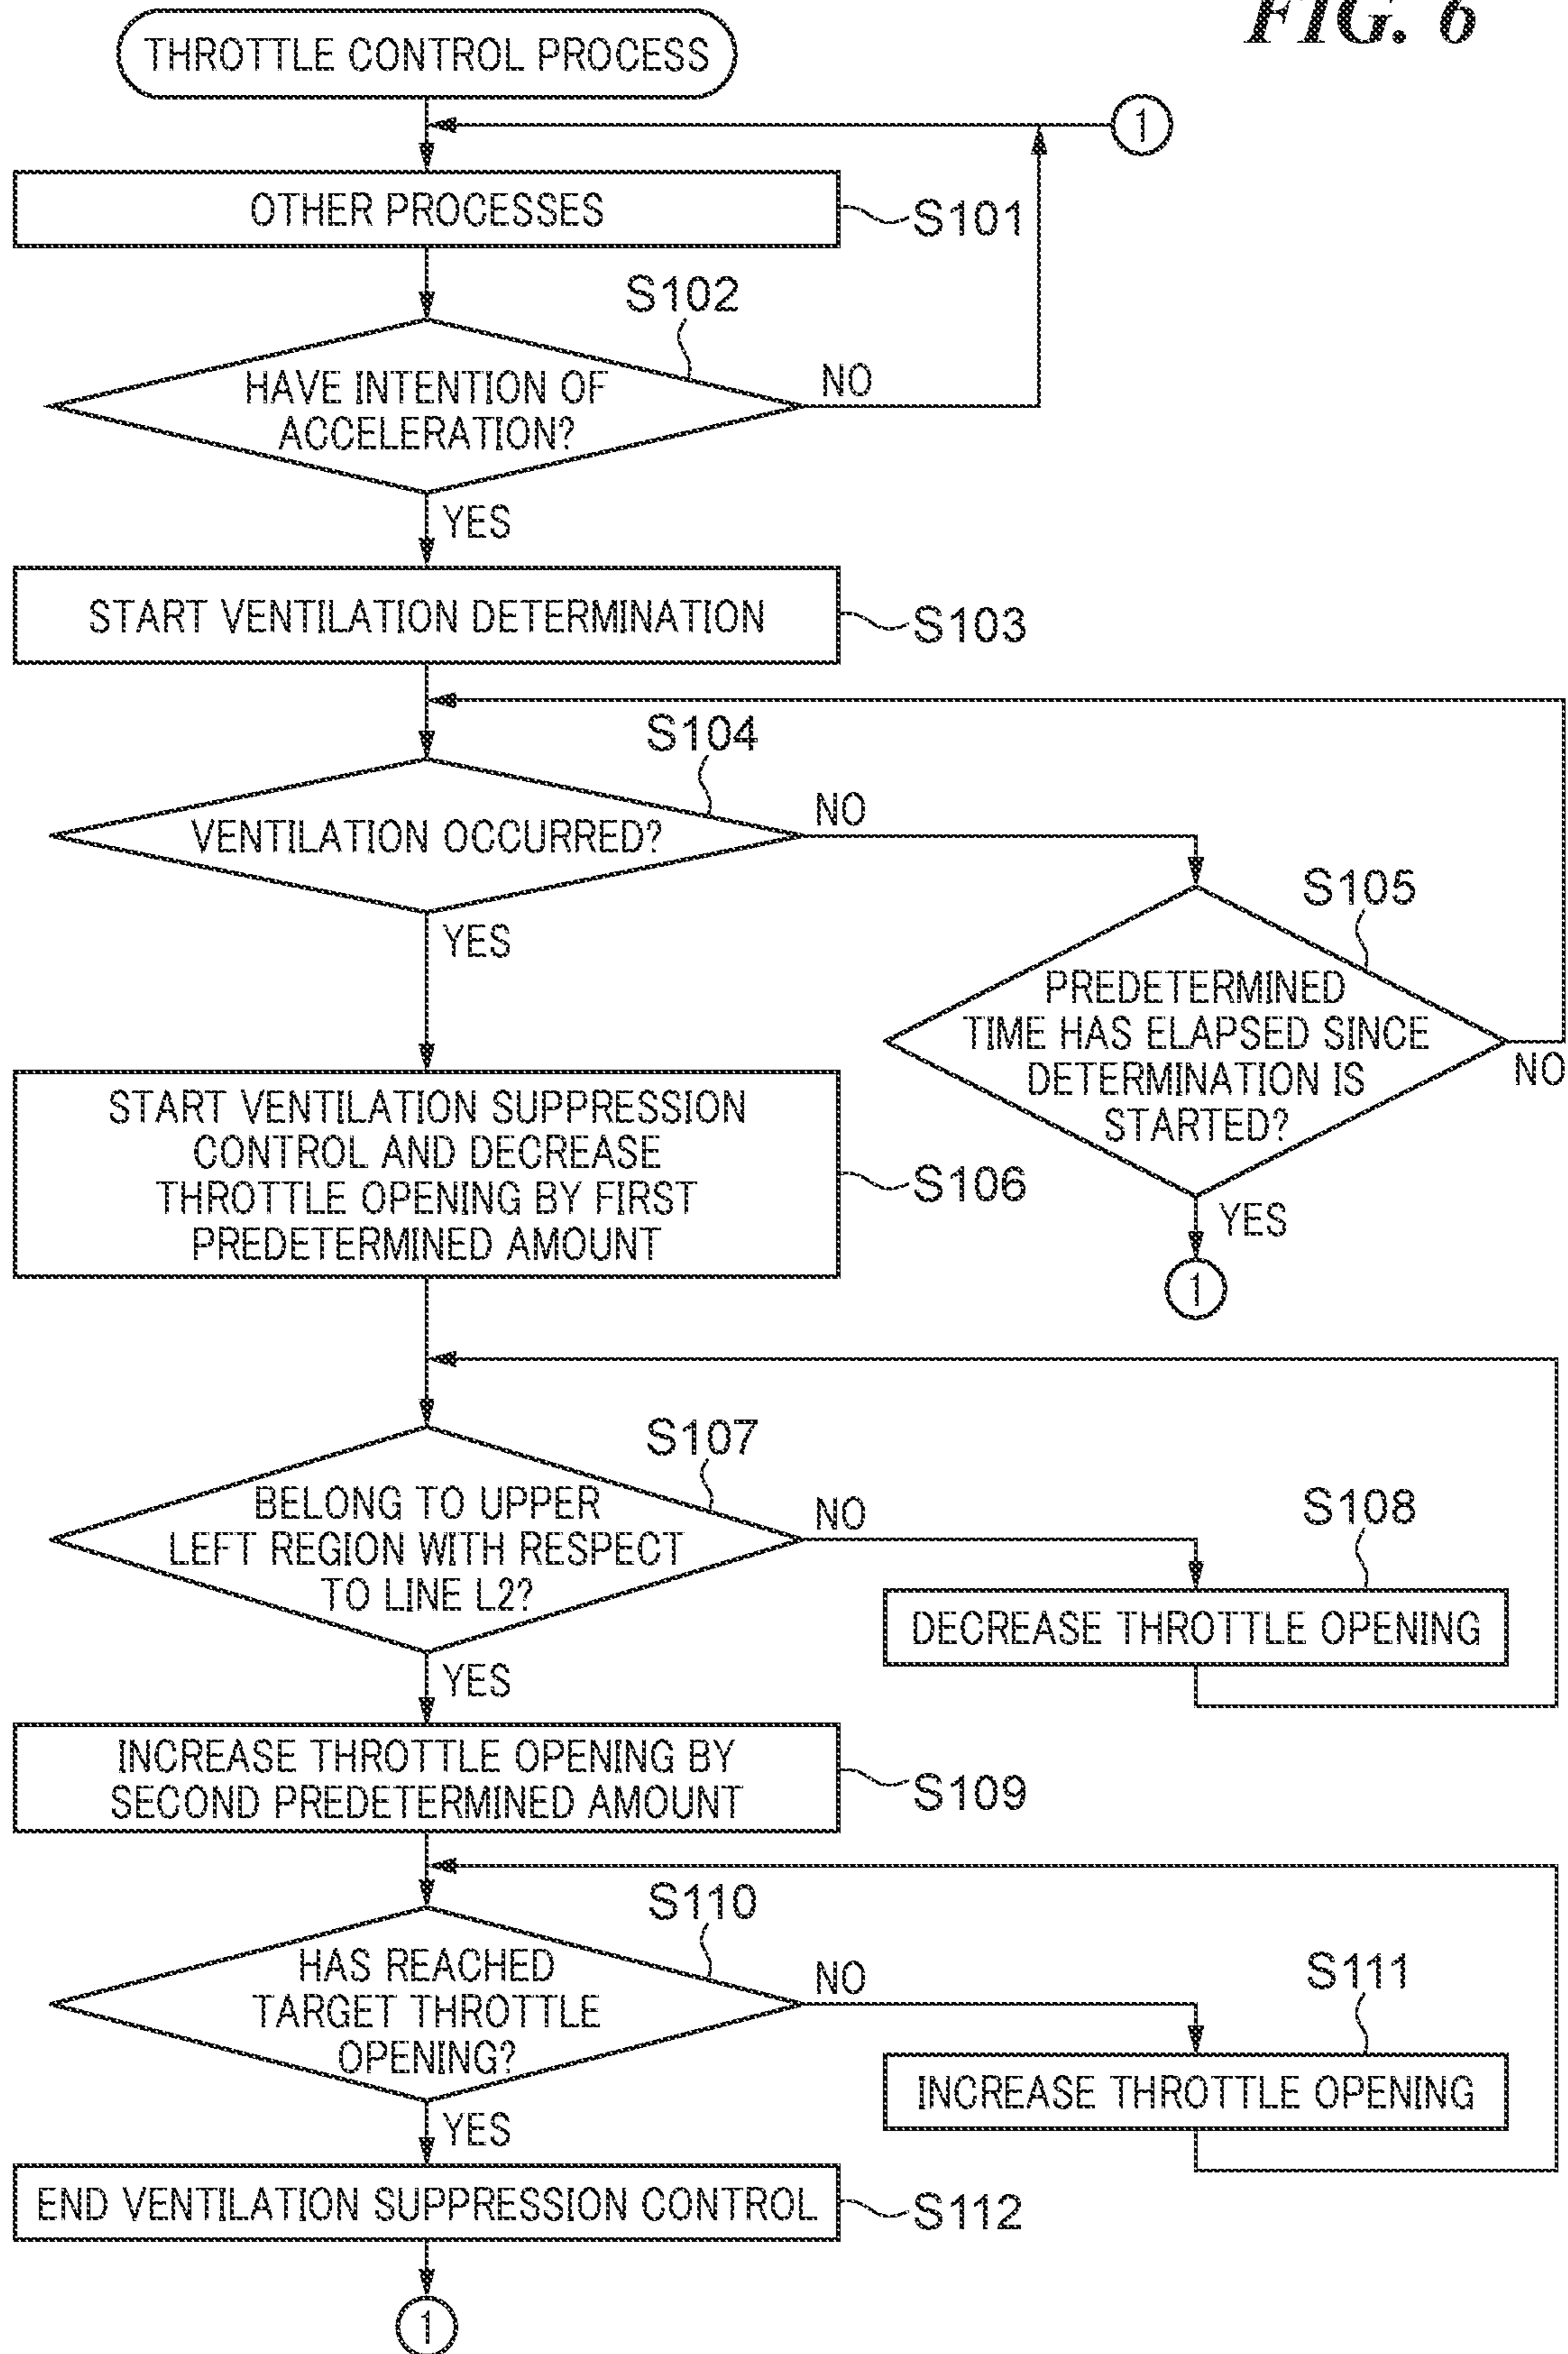 FIG. 6
THROTTLE CONTROL PROCESS
1
OTHER PROCESSES
S101
S102
HAVE INTENTION OF
ACCELERATION?
NO
YES
START VENTILATION DETERMINATION
S103
S104
VENTILATION OCCURRED?
NO
YES
S105
PREDETERMINED
TIME HAS ELAPSED SINCE
DETERMINATION IS
STARTED?
NO
YES
1
START VENTILATION SUPPRESSION
CONTROL AND DECREASE
THROTTLE OPENING BY FIRST
PREDETERMINED AMOUNT
S106
S107
BELONG TO UPPER
LEFT REGION WITH RESPECT
TO LINE L2?
NO
YES
S108
DECREASE THROTTLE OPENING
INCREASE THROTTLE OPENING BY
SECOND PREDETERMINED AMOUNT
S109
S110
HAS REACHED
TARGET THROTTLE
OPENING?
NO
YES
S111
INCREASE THROTTLE OPENING
END VENTILATION SUPPRESSION CONTROL
S112
1